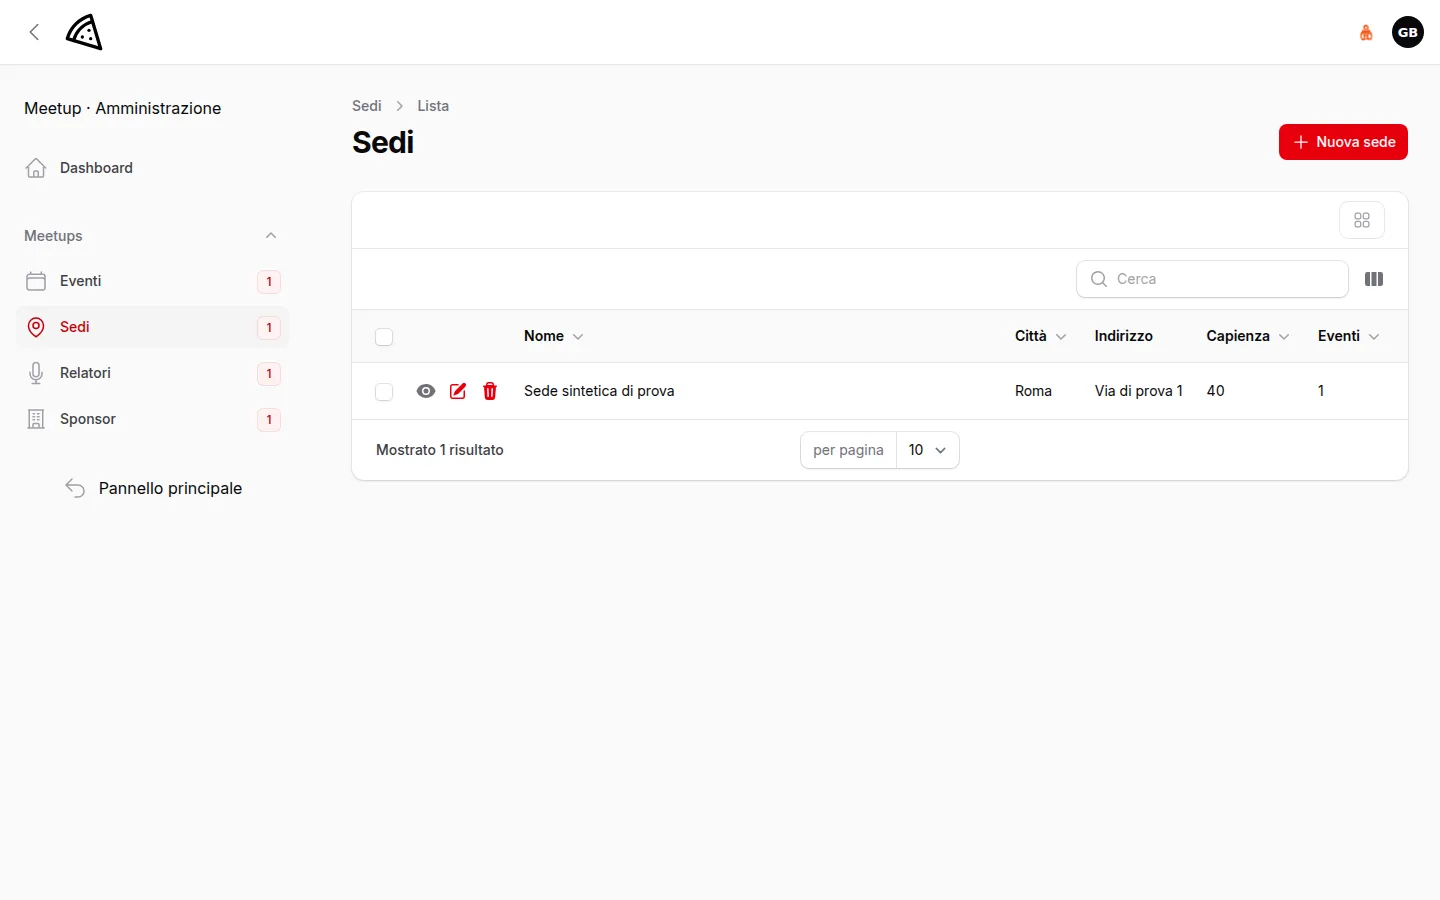 GB
Meetup · Amministrazione
Dashboard
Meetups
Eventi 1
Sedi 1
Relatori 1
Sponsor 1
Pannello principale
Sedi Lista
Sedi
Nuova sede
Cerca
Nome Città Indirizzo Capienza Eventi
Sede sintetica di prova Roma Via di prova 1 40 1
Mostrato 1 risultato per pagina 10